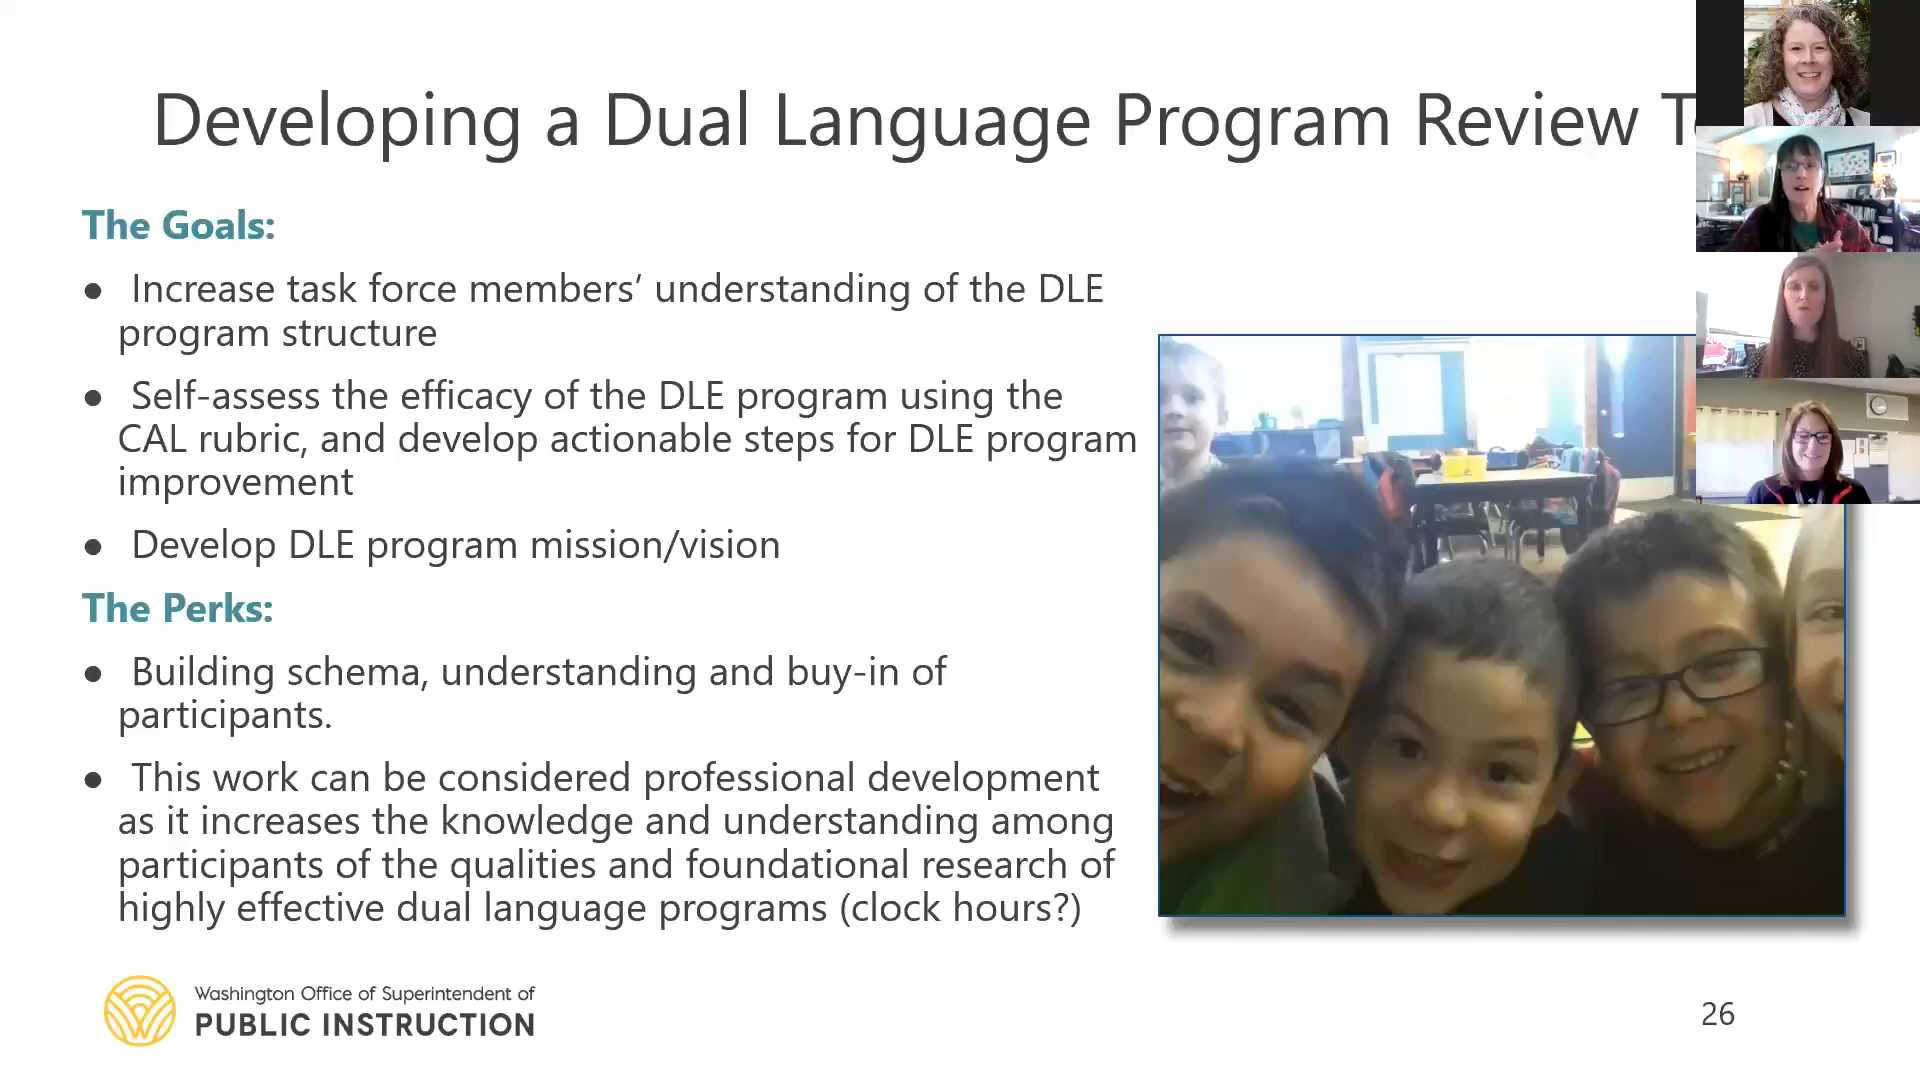 Developing a Dual Language Program Review
The Goals:
● Increase task force members’ understanding of the DLE
program structure
● Self-assess the efficacy of the DLE program using the
CAL rubric, and develop actionable steps for DLE program
improvement
● Develop DLE program mission/vision
The Perks:
● Building schema, understanding and buy-in of
participants.
● This work can be considered professional development
as it increases the knowledge and understanding among
participants of the qualities and foundational research of
highly effective dual language programs (clock hours?)
Washington Office of Superintendent of
PUBLIC INSTRUCTION
26